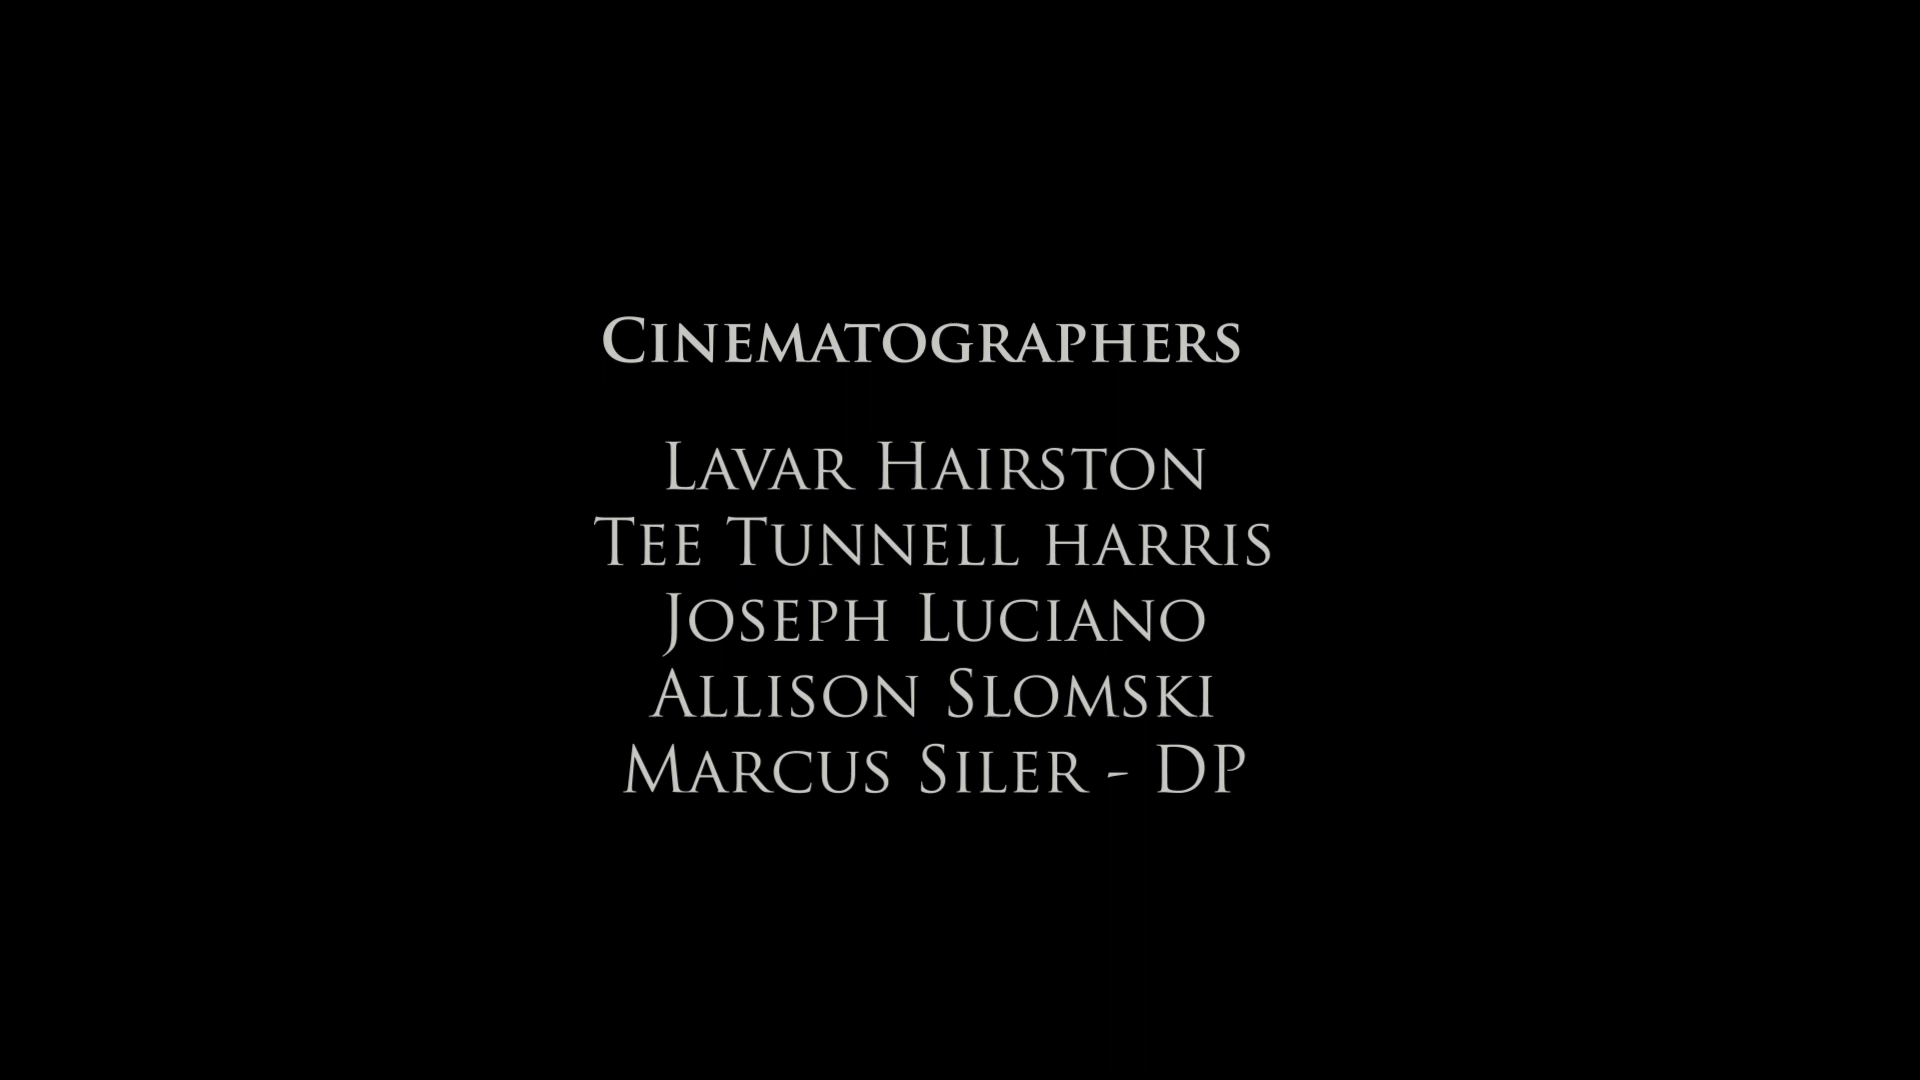 Cinematographers
Lavar Hairston
Tee Tunnell harris
Joseph Luciano
Allison Slomski
Marcus Siler - DP